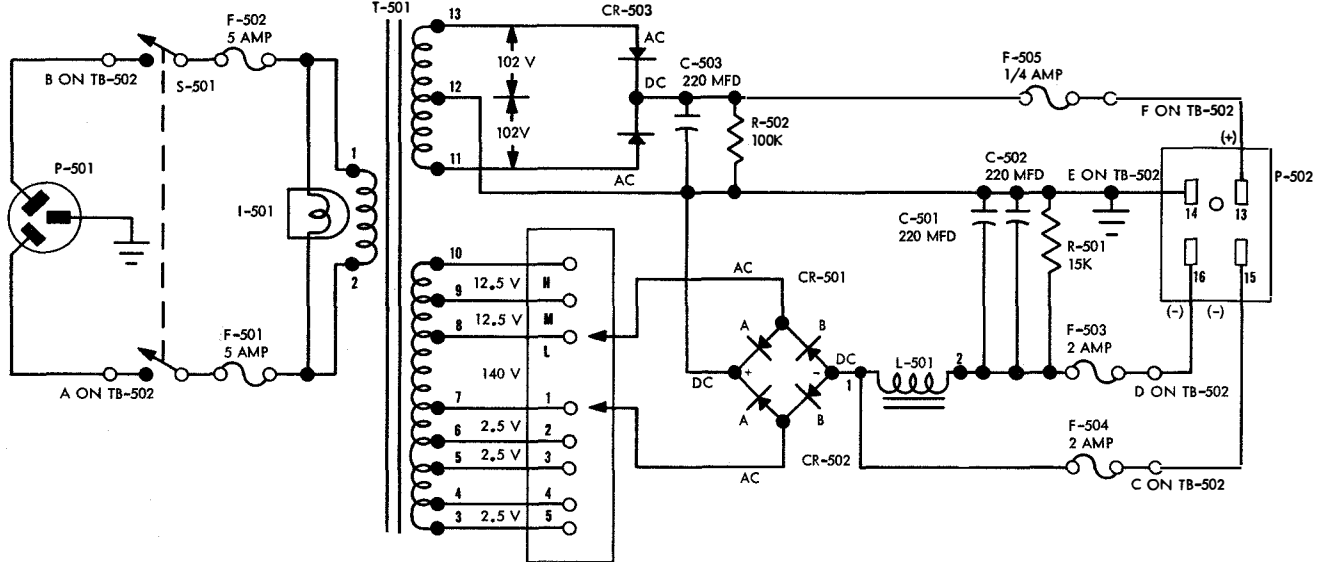 T-501
13
CR-503
F-502
5 AMP
AC
102 V
C-503
220 MFD
F-505
1/4 AMP
B ON TB-502
S-501
12
DC
102V
R-502
100K
F ON TB-502
(+)
11
AC
P-501
1
C-502
220 MFD
E ON TB-502
P-502
I-501
C-501
220 MFD
14
13
R-501
15K
2
10
AC
CR-501
16
15
12.5 V
N
9
(-)
(-)
12.5 V
M
A
B
F-501
5 AMP
8
L
F-503
2 AMP
140 V
DC
+
-
DC
1
L-501
2
D ON TB-502
A ON TB-502
7
1
A
B
2.5 V
6
2
F-504
2 AMP
2.5 V
5
3
AC
CR-502
C ON TB-502
4
4
2.5 V
3
5